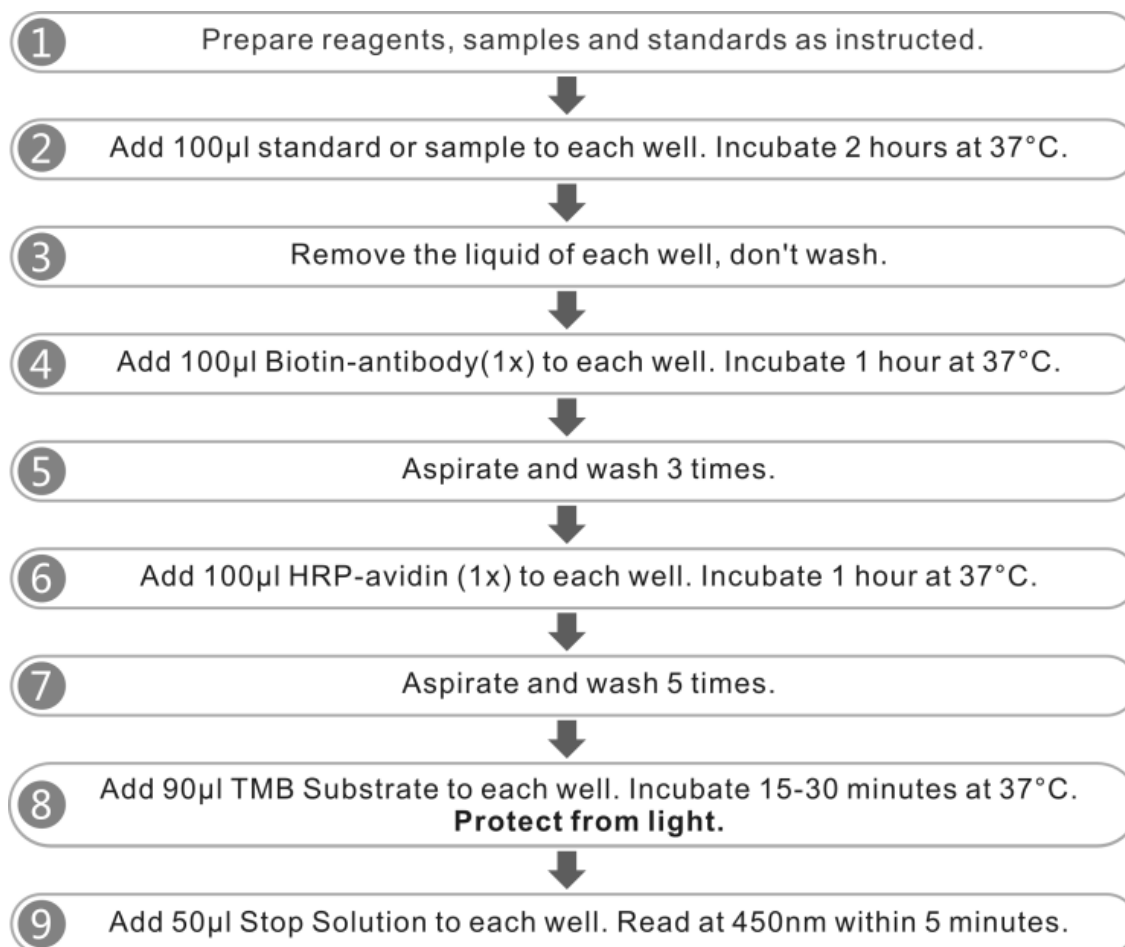 1 Prepare reagents, samples and standards as instructed.
2 Add 100µl standard or sample to each well. Incubate 2 hours at 37°C.
3 Remove the liquid of each well, don't wash.
4 Add 100µl Biotin-antibody(1x) to each well. Incubate 1 hour at 37°C.
5 Aspirate and wash 3 times.
6 Add 100µl HRP-avidin (1x) to each well. Incubate 1 hour at 37°C.
7 Aspirate and wash 5 times.
8 Add 90µl TMB Substrate to each well. Incubate 15-30 minutes at 37°C.
Protect from light.
9 Add 50µl Stop Solution to each well. Read at 450nm within 5 minutes.